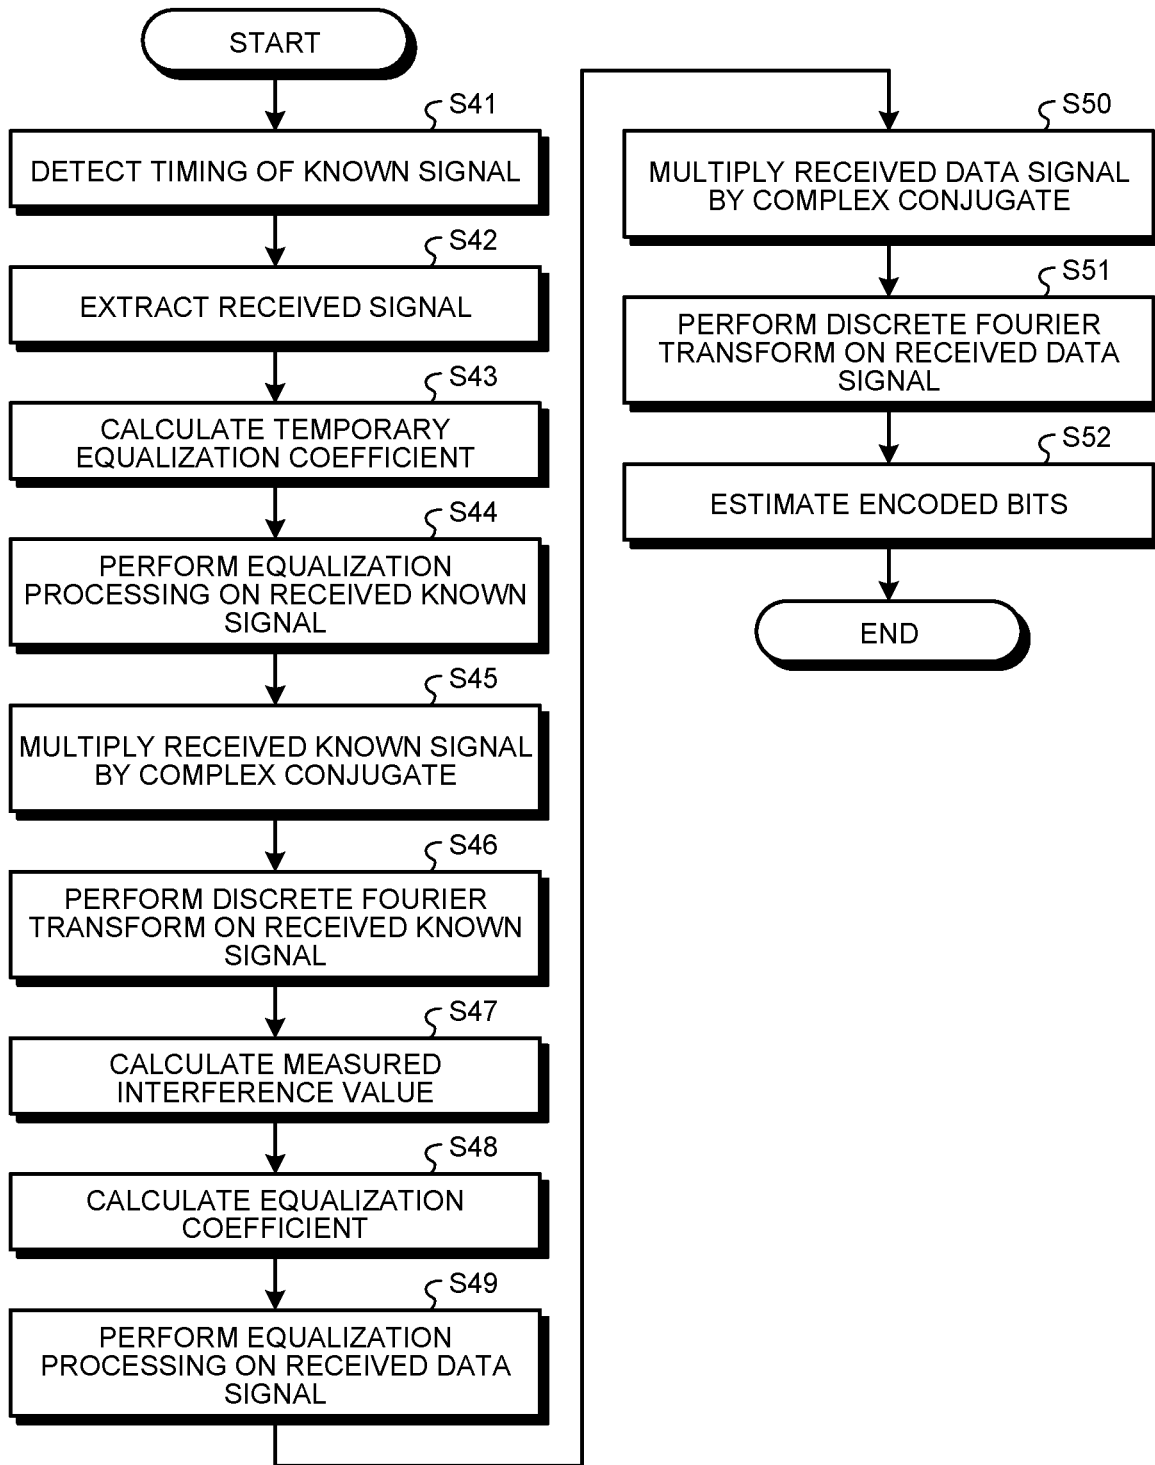 START
S41
DETECT TIMING OF KNOWN SIGNAL
S42
EXTRACT RECEIVED SIGNAL
S43
CALCULATE TEMPORARY
EQUALIZATION COEFFICIENT
S44
PERFORM EQUALIZATION
PROCESSING ON RECEIVED KNOWN
SIGNAL
S45
MULTIPLY RECEIVED KNOWN SIGNAL
BY COMPLEX CONJUGATE
S46
PERFORM DISCRETE FOURIER
TRANSFORM ON RECEIVED KNOWN
SIGNAL
S47
CALCULATE MEASURED
INTERFERENCE VALUE
S48
CALCULATE EQUALIZATION
COEFFICIENT
S49
PERFORM EQUALIZATION
PROCESSING ON RECEIVED DATA
SIGNAL
S50
MULTIPLY RECEIVED DATA SIGNAL
BY COMPLEX CONJUGATE
S51
PERFORM DISCRETE FOURIER
TRANSFORM ON RECEIVED DATA
SIGNAL
S52
ESTIMATE ENCODED BITS
END